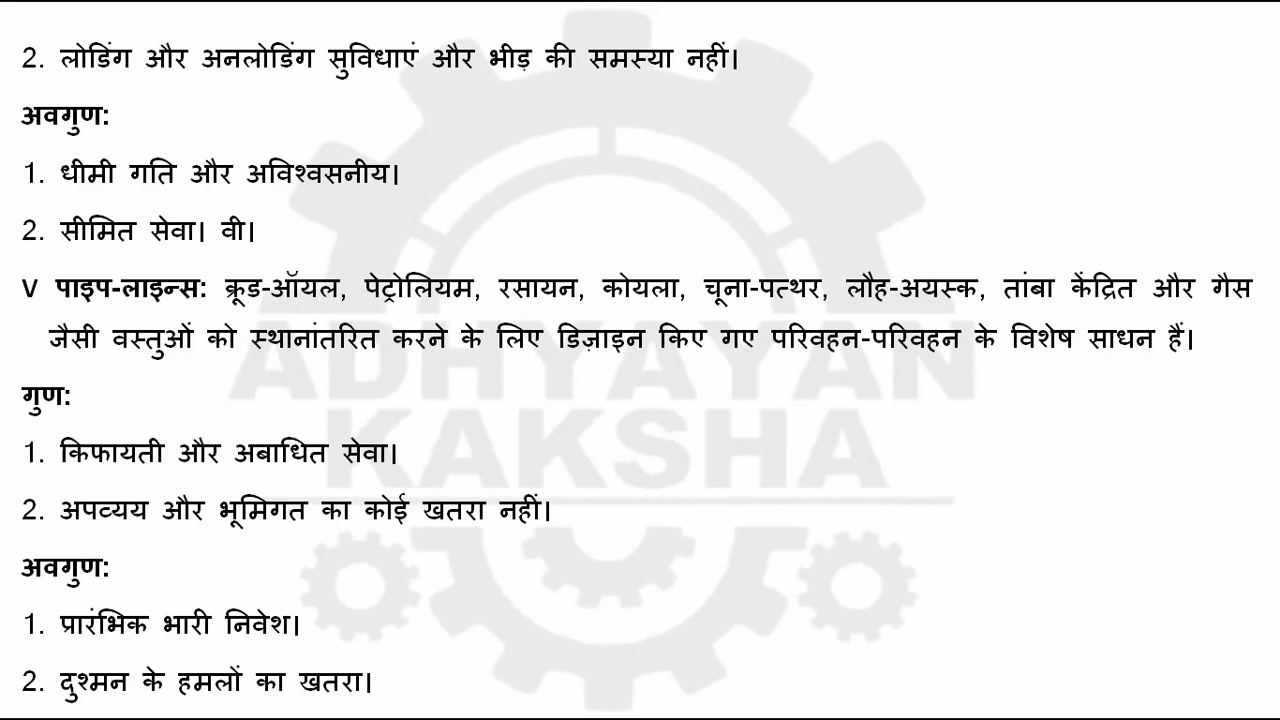 2. लोडिंग और अनलोडिंग सुविधाएं और भीड़ की समस्या नहीं।
अवगुण:
1. धीमी गति और अविश्वसनीय।
2. सीमित सेवा। वी।
V पाइप-लाइन्स: क्रूड-ऑयल, पेट्रोलियम, रसायन, कोयला, चूना-पत्थर, लौह-अयस्क, तांबा केंद्रित और गैस
जैसी वस्तुओं को स्थानांतरित करने के लिए डिज़ाइन किए गए परिवहन-परिवहन के विशेष साधन हैं।
गुण:
1. किफायती और अबाधित सेवा।
2. अपव्यय और भूमिगत का कोई खतरा नहीं।
अवगुण:
1. प्रारंभिक भारी निवेश।
2. दुश्मन के हमलों का खतरा।
ADHYAYAN
KAKSHA